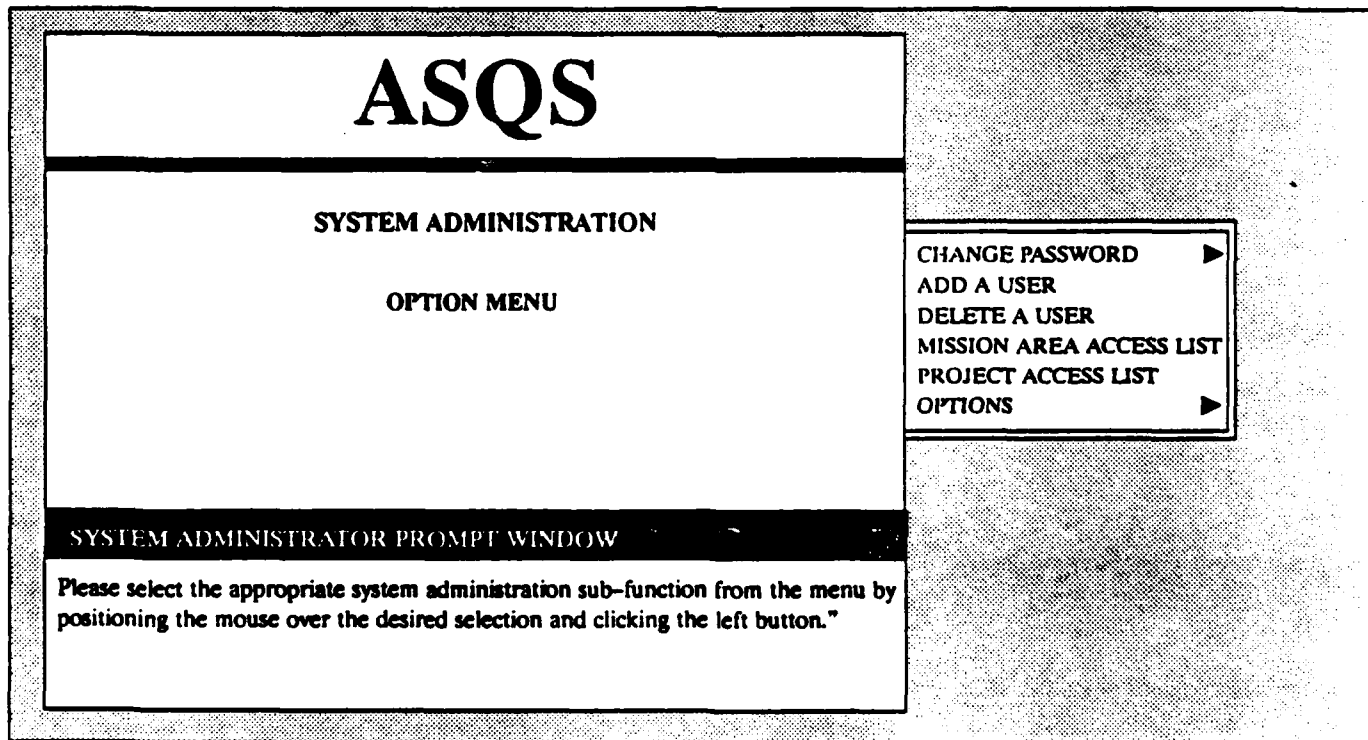 ASQS
SYSTEM ADMINISTRATION
OPTION MENU
CHANGE PASSWORD
ADD A USER
DELETE A USER
MISSION AREA ACCESS LIST
PROJECT ACCESS LIST
OPTIONS
SYSTEM ADMINISTRATOR PROMPT WINDOW
Please select the appropriate system administration sub-function from the menu by
positioning the mouse over the desired selection and clicking the left button."